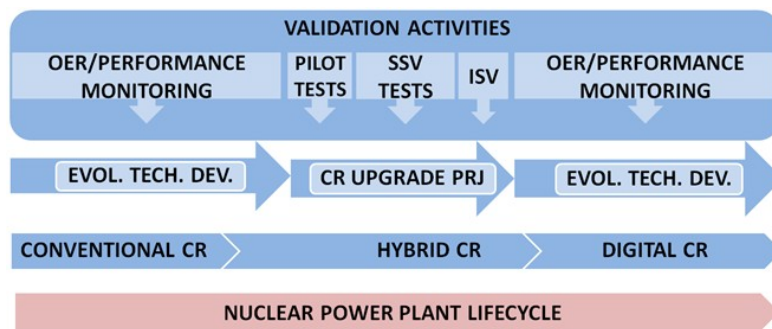 VALIDATION ACTIVITIES
OER/PERFORMANCE
MONITORING
PILOT
TESTS
SSV
TESTS
ISV
OER/PERFORMANCE
MONITORING
EVOL. TECH. DEV.
CR UPGRADE PRJ
EVOL. TECH. DEV.
CONVENTIONAL CR
HYBRID CR
DIGITAL CR
NUCLEAR POWER PLANT LIFECYCLE